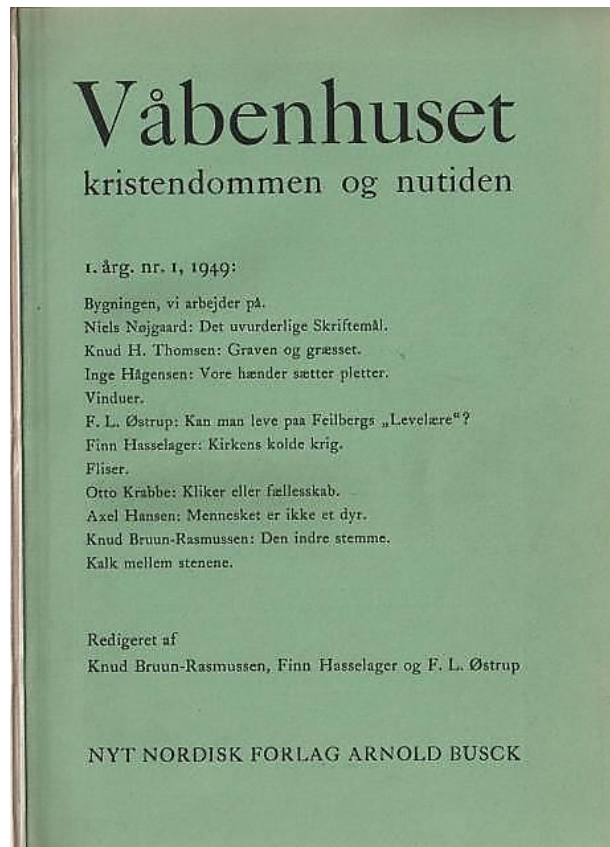 Våbenhuset
kristendommen og nutiden
1. årg. nr. 1, 1949:
Bygningen, vi arbejder på.
Niels Nøjgaard: Det uvurderlige Skriftemål.
Knud H. Thomsen: Graven og græsset.
Inge Hågensen: Vore hænder sætter pletter.
Vinduer.
F. L. Østrup: Kan man leve paa Feilbergs „Levelære“?
Finn Hasselager: Kirkens kolde krig.
Fliser.
Otto Krabbe: Kliker eller fællesskab.
Axel Hansen: Mennesket er ikke et dyr.
Knud Bruun-Rasmussen: Den indre stemme.
Kalk mellem stenene.
Redigeret af
Knud Bruun-Rasmussen, Finn Hasselager og F. L. Østrup
NYT NORDISK FORLAG ARNOLD BUSCK